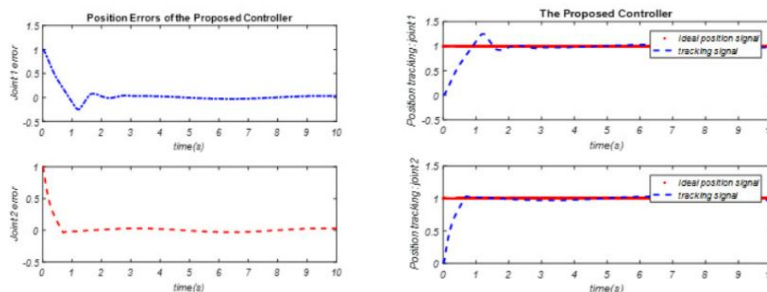 Position Errors of the Proposed Controller
Joint 1 error
1.5
1
0.5
0
-0.5
0 1 2 3 4 5 6 7 8 9 10
time(s)
Joint 2 error
1
0.5
0
-0.5
0 1 2 3 4 5 6 7 8 9 10
time(s)
The Proposed Controller
Position tracking: joint1
1.5
1
0.5
0
-0.5
Ideal position signal
tracking signal
0 1 2 3 4 5 6 7 8 9
time(s)
Position tracking: joint2
1.5
1
0.5
0
Ideal position signal
tracking signal
0 1 2 3 4 5 6 7 8 9
time(s)